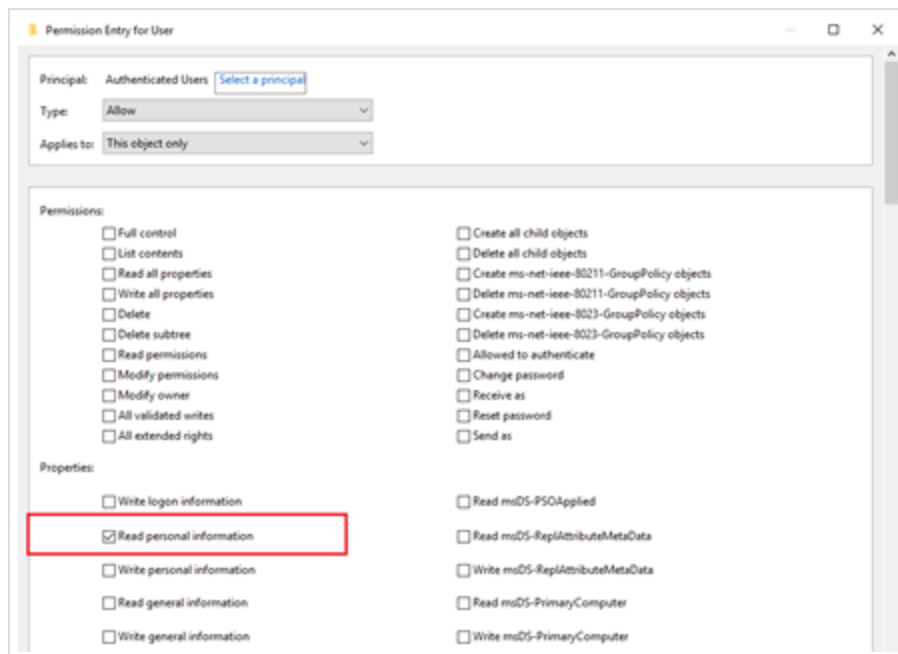 Permission Entry for User
Principal: Authenticated Users Select a principal
Type: Allow
Applies to: This object only
Permissions:
Full control
List contents
Read all properties
Write all properties
Delete
Delete subtree
Read permissions
Modify permissions
Modify owner
All validated writes
All extended rights
Create all child objects
Delete all child objects
Create ms-net-ieee-80211-GroupPolicy objects
Delete ms-net-ieee-80211-GroupPolicy objects
Create ms-net-ieee-8023-GroupPolicy objects
Delete ms-net-ieee-8023-GroupPolicy objects
Allowed to authenticate
Change password
Receive as
Reset password
Send as
Properties:
Write logon information
Read personal information
Write personal information
Read general information
Write general information
Read msDS-PSOApplied
Read msDS-ReplAttributeMetaData
Write msDS-ReplAttributeMetaData
Read msDS-PrimaryComputer
Write msDS-PrimaryComputer